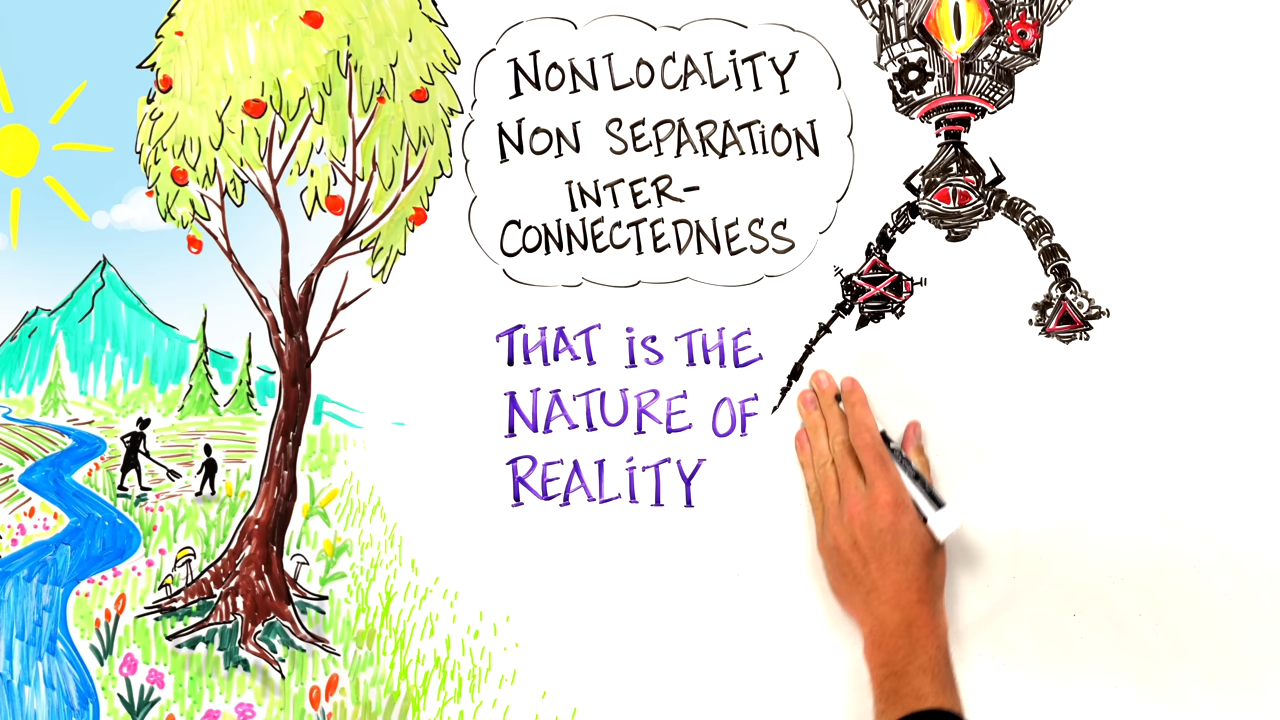 NONLOCALITY
NON SEPARATION
INTER-
CONNECTEDNESS
THAT iS THE
NATURE OF
REALITY